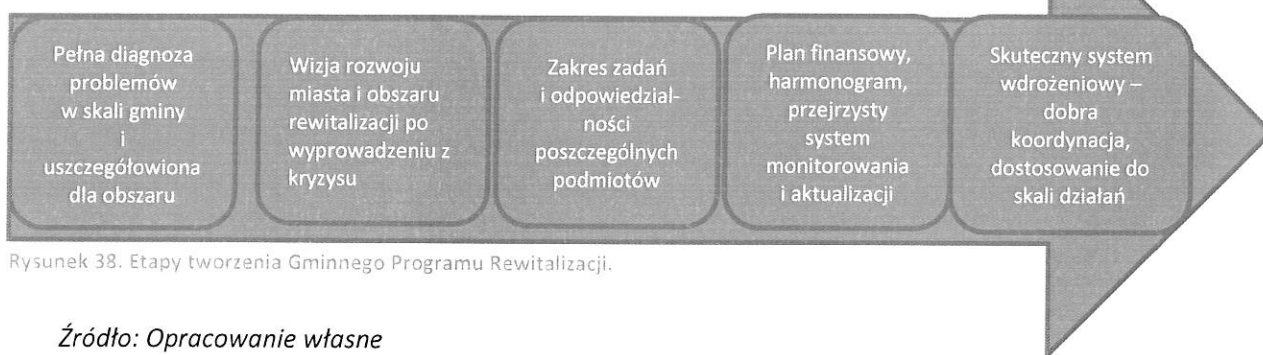 Pełna diagnoza
problemów
w skali gminy
i
uszczegółowiona
dla obszaru
Wizja rozwoju
miasta i obszaru
rewitalizacji po
wyprowadzeniu z
kryzysu
Zakres zadań
i odpowiedzial-
ności
poszczególnych
podmiotów
Plan finansowy,
harmonogram,
przejrzysty
system
monitorowania
i aktualizacji
Skuteczny system
wdrożeniowy –
dobra
koordynacja,
dostosowanie do
skali działań
Rysunek 38. Etapy tworzenia Gminnego Programu Rewitalizacji.
Źródło: Opracowanie własne